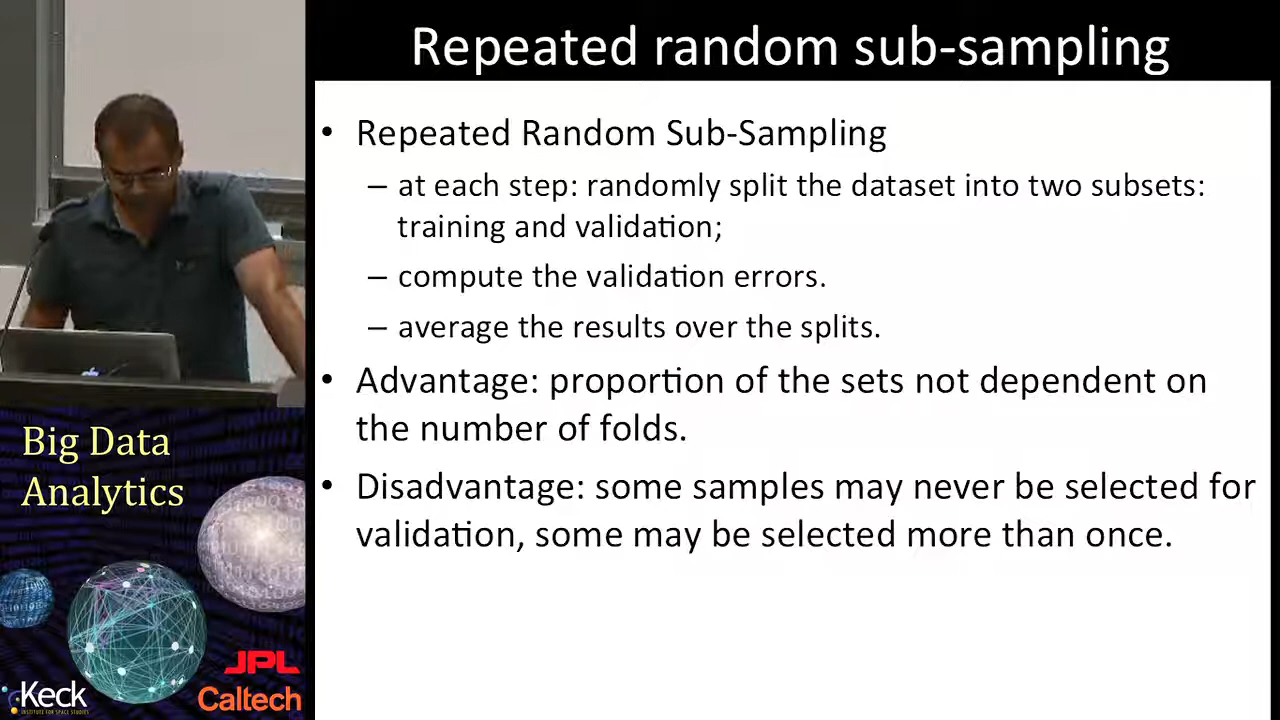 Repeated random sub-sampling
• Repeated Random Sub-Sampling
– at each step: randomly split the dataset into two subsets:
training and validation;
– compute the validation errors.
– average the results over the splits.
• Advantage: proportion of the sets not dependent on
the number of folds.
• Disadvantage: some samples may never be selected for
validation, some may be selected more than once.
Big Data
Analytics
JPL
Keck
INSTITUTE FOR SPACE STUDIES
Caltech